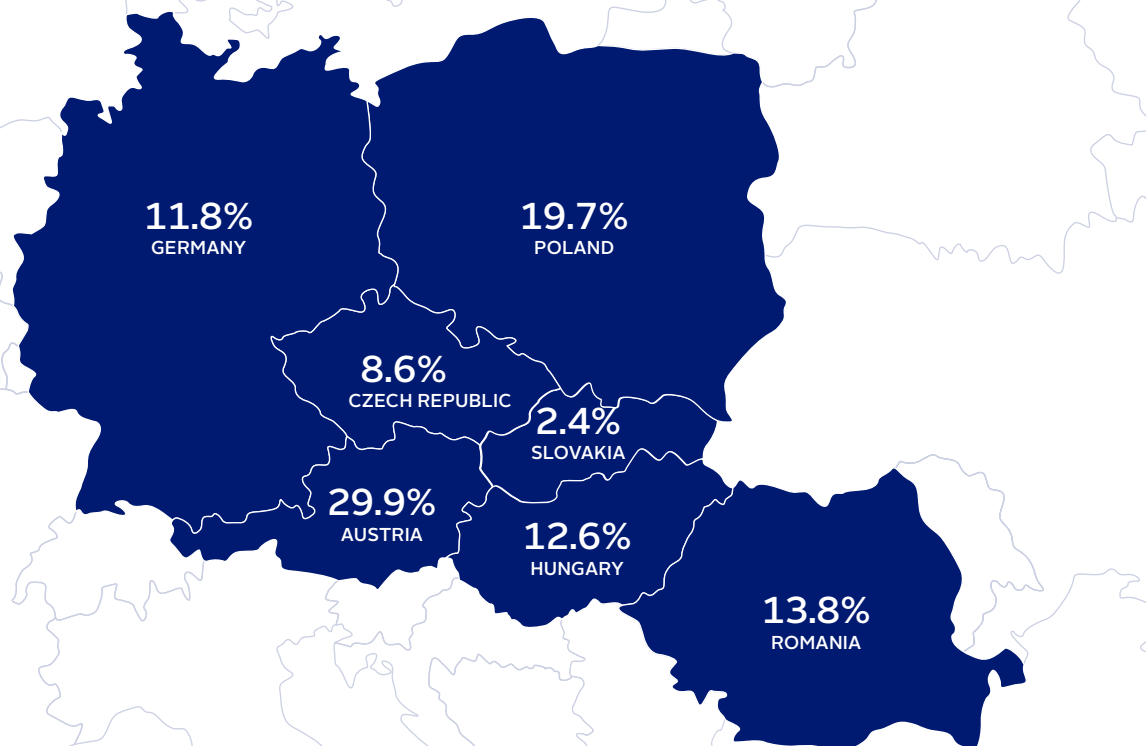 11.8%
GERMANY
19.7%
POLAND
8.6%
CZECH REPUBLIC
2.4%
SLOVAKIA
29.9%
AUSTRIA
12.6%
HUNGARY
13.8%
ROMANIA